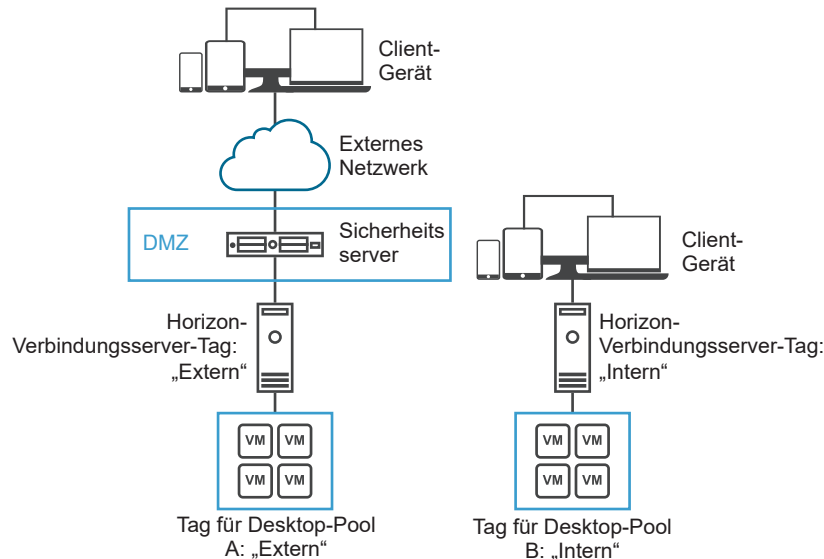 Client-
Gerät
Externes
Netzwerk
DMZ
Sicherheits
server
Client-
Gerät
Horizon-
Verbindungsserver-Tag:
„Extern“
Horizon-
Verbindungsserver-Tag:
„Intern“
VM VM
VM VM
VM VM
VM VM
Tag für Desktop-Pool
A: „Extern“
Tag für Desktop-Pool
B: „Intern“